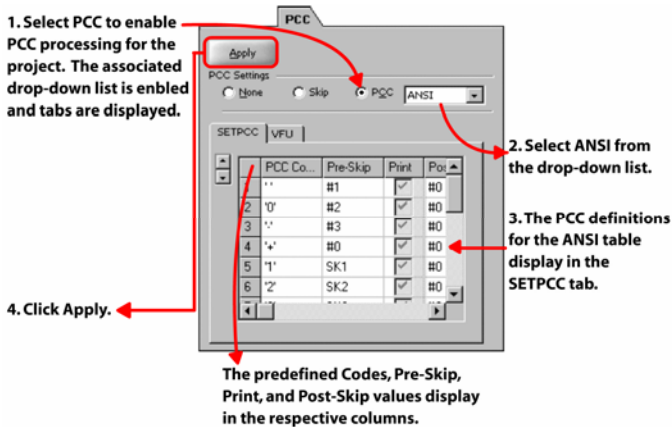 1. Select PCC to enable
PCC processing for the
project. The associated
drop-down list is enbled
and tabs are displayed.
PCC
Apply
PCC Settings
None Skip PCC ANSI
SETPCC VFU
2. Select ANSI from
the drop-down list.
PCC Co... Pre-Skip Print Pos
1 ' ' #1 #0
2 '0' #2 #0
3 '-' #3 #0
4 '+' #0 #0
5 '1' SK1 #0
6 '2' SK2 #0
3. The PCC definitions
for the ANSI table
display in the
SETPCC tab.
4. Click Apply.
The predefined Codes, Pre-Skip,
Print, and Post-Skip values display
in the respective columns.